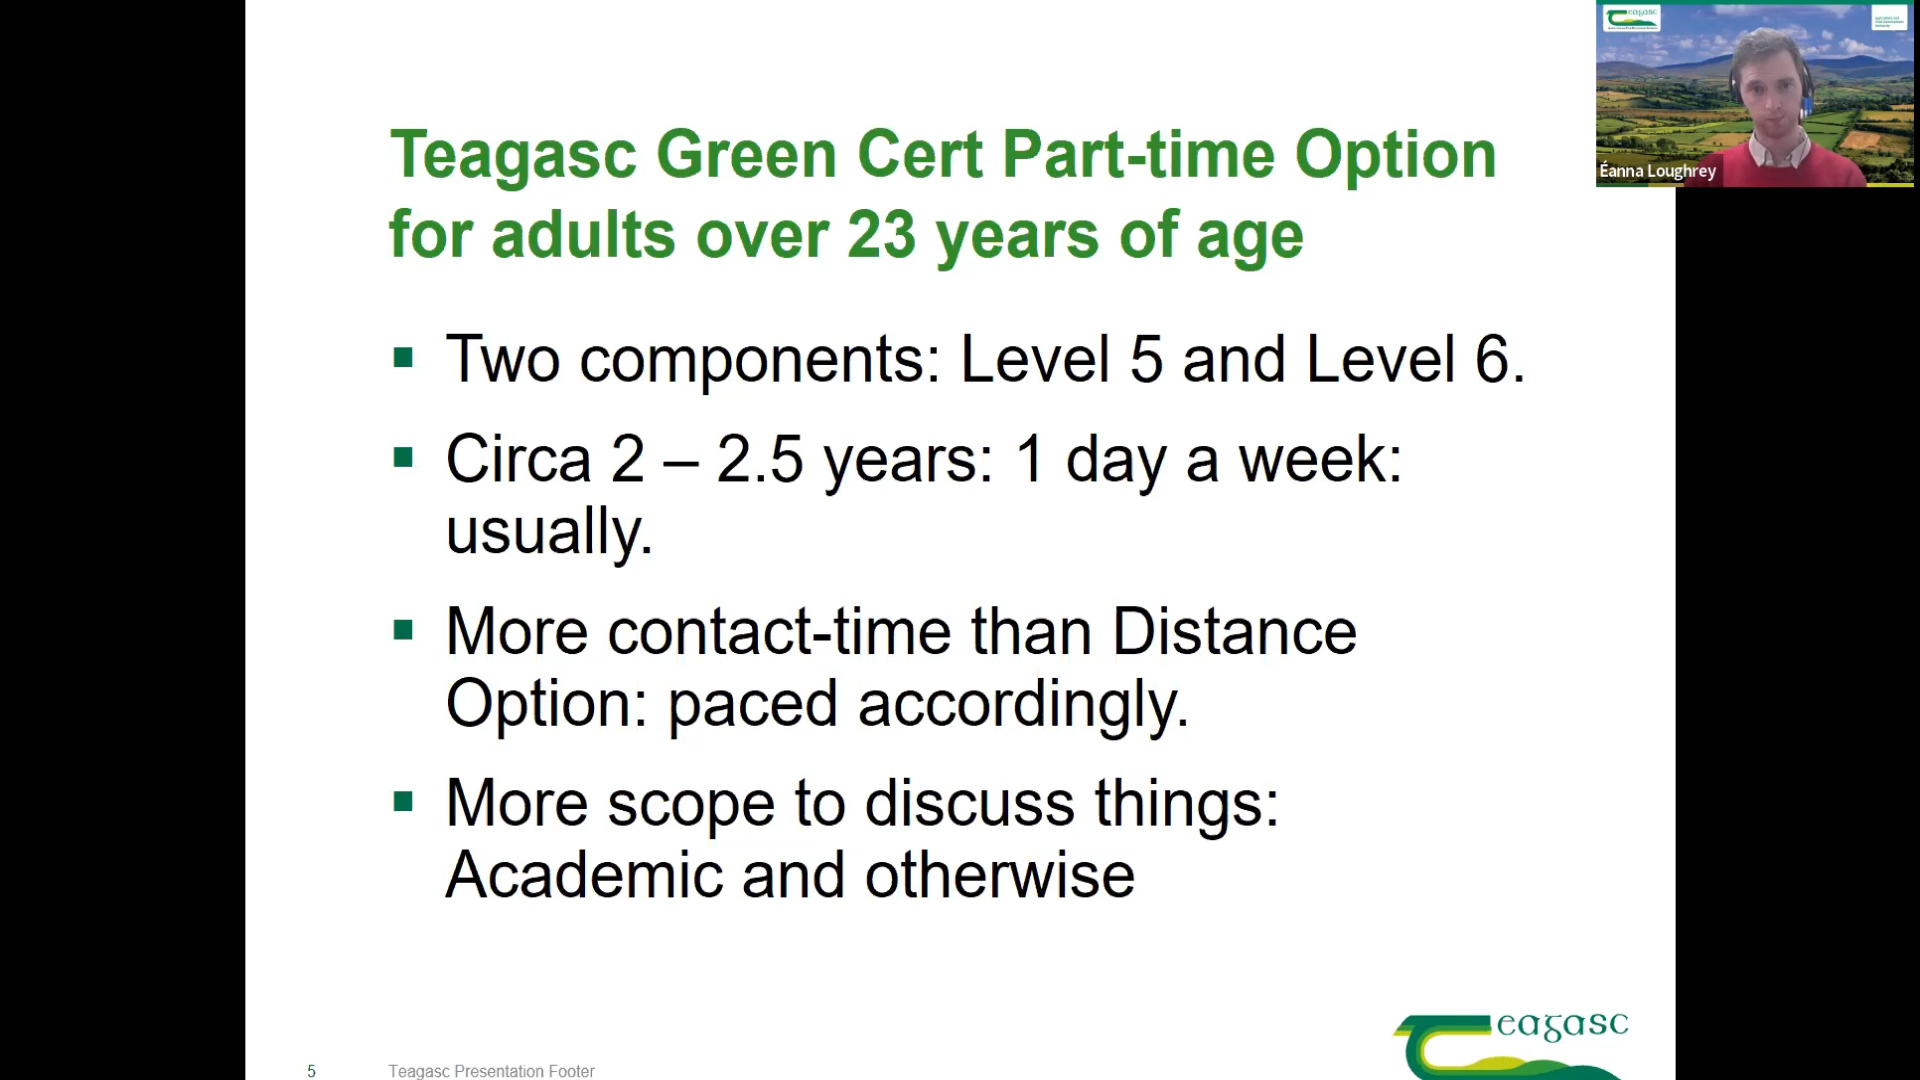 Teagasc Green Cert Part-time Option
for adults over 23 years of age
▪ Two components: Level 5 and Level 6.
▪ Circa 2 – 2.5 years: 1 day a week:
usually.
▪ More contact-time than Distance
Option: paced accordingly.
▪ More scope to discuss things:
Academic and otherwise
5
Teagasc Presentation Footer
eagasc
eagasc
Éanna Loughrey